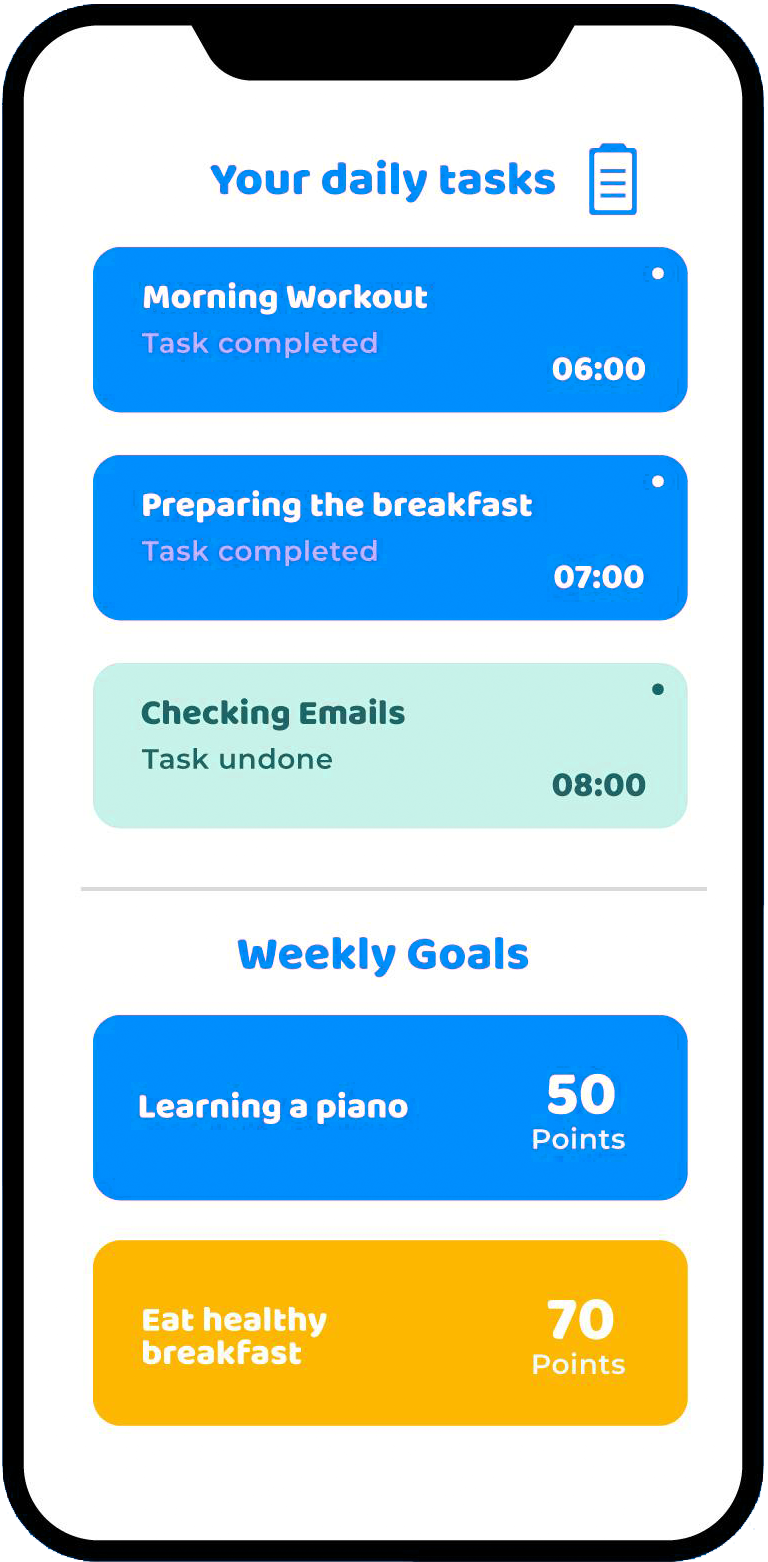 Your daily tasks
Morning Workout
Task completed
06:00
Preparing the breakfast
Task completed
07:00
Checking Emails
Task undone
08:00
Weekly Goals
Learning a piano
50
Points
Eat healthy
breakfast
70
Points